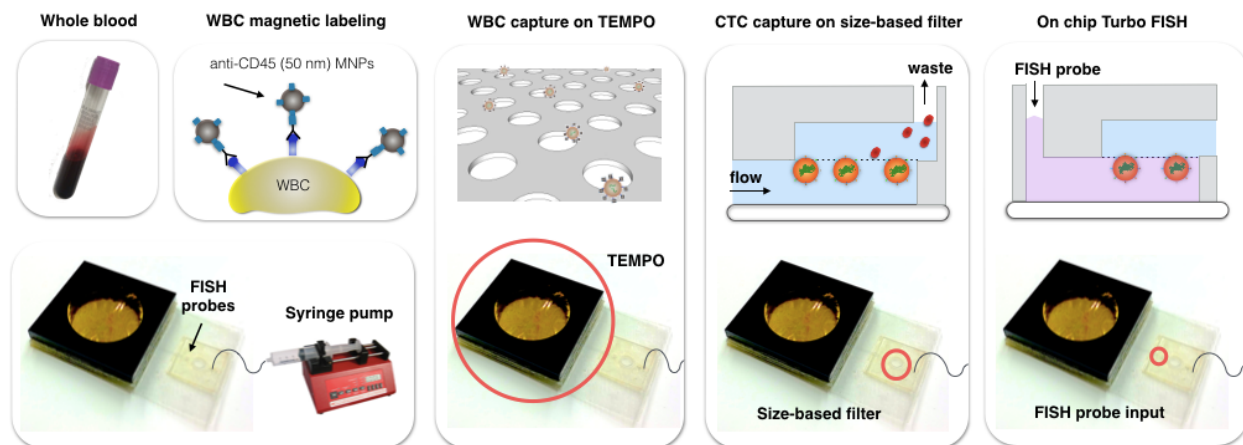 Whole blood
WBC magnetic labeling
WBC capture on TEMPO
CTC capture on size-based filter
On chip Turbo FISH
anti-CD45 (50 nm) MNPs
WBC
waste
flow
FISH probe
FISH
probes
Syringe pump
TEMPO
Size-based filter
FISH probe input